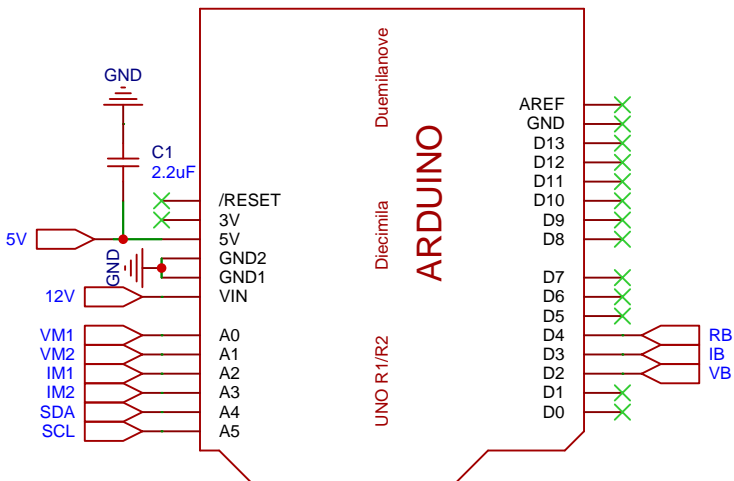 GND
C1
2.2uF
5V
GND
12V
VM1
VM2
IM1
IM2
SDA
SCL
/RESET
3V
5V
GND2
GND1
VIN
A0
A1
A2
A3
A4
A5
Duemilanove
Diecimila
UNO R1/R2
ARDUINO
AREF
GND
D13
D12
D11
D10
D9
D8
D7
D6
D5
D4
D3
D2
D1
D0
RB
IB
VB